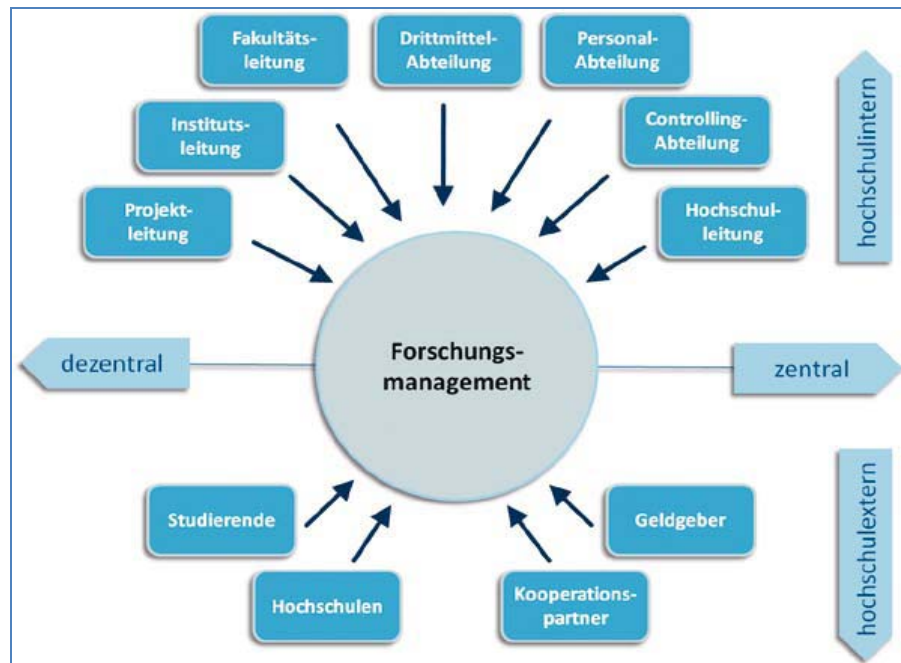 Fakultäts-
leitung
Drittmittel-
Abteilung
Personal-
Abteilung
Instituts-
leitung
Controlling-
Abteilung
Projekt-
leitung
Hochschul-
leitung
hochschulintern
Forschungs-
management
dezentral
zentral
Studierende
Geldgeber
Hochschulen
Kooperations-
partner
hochschulextern